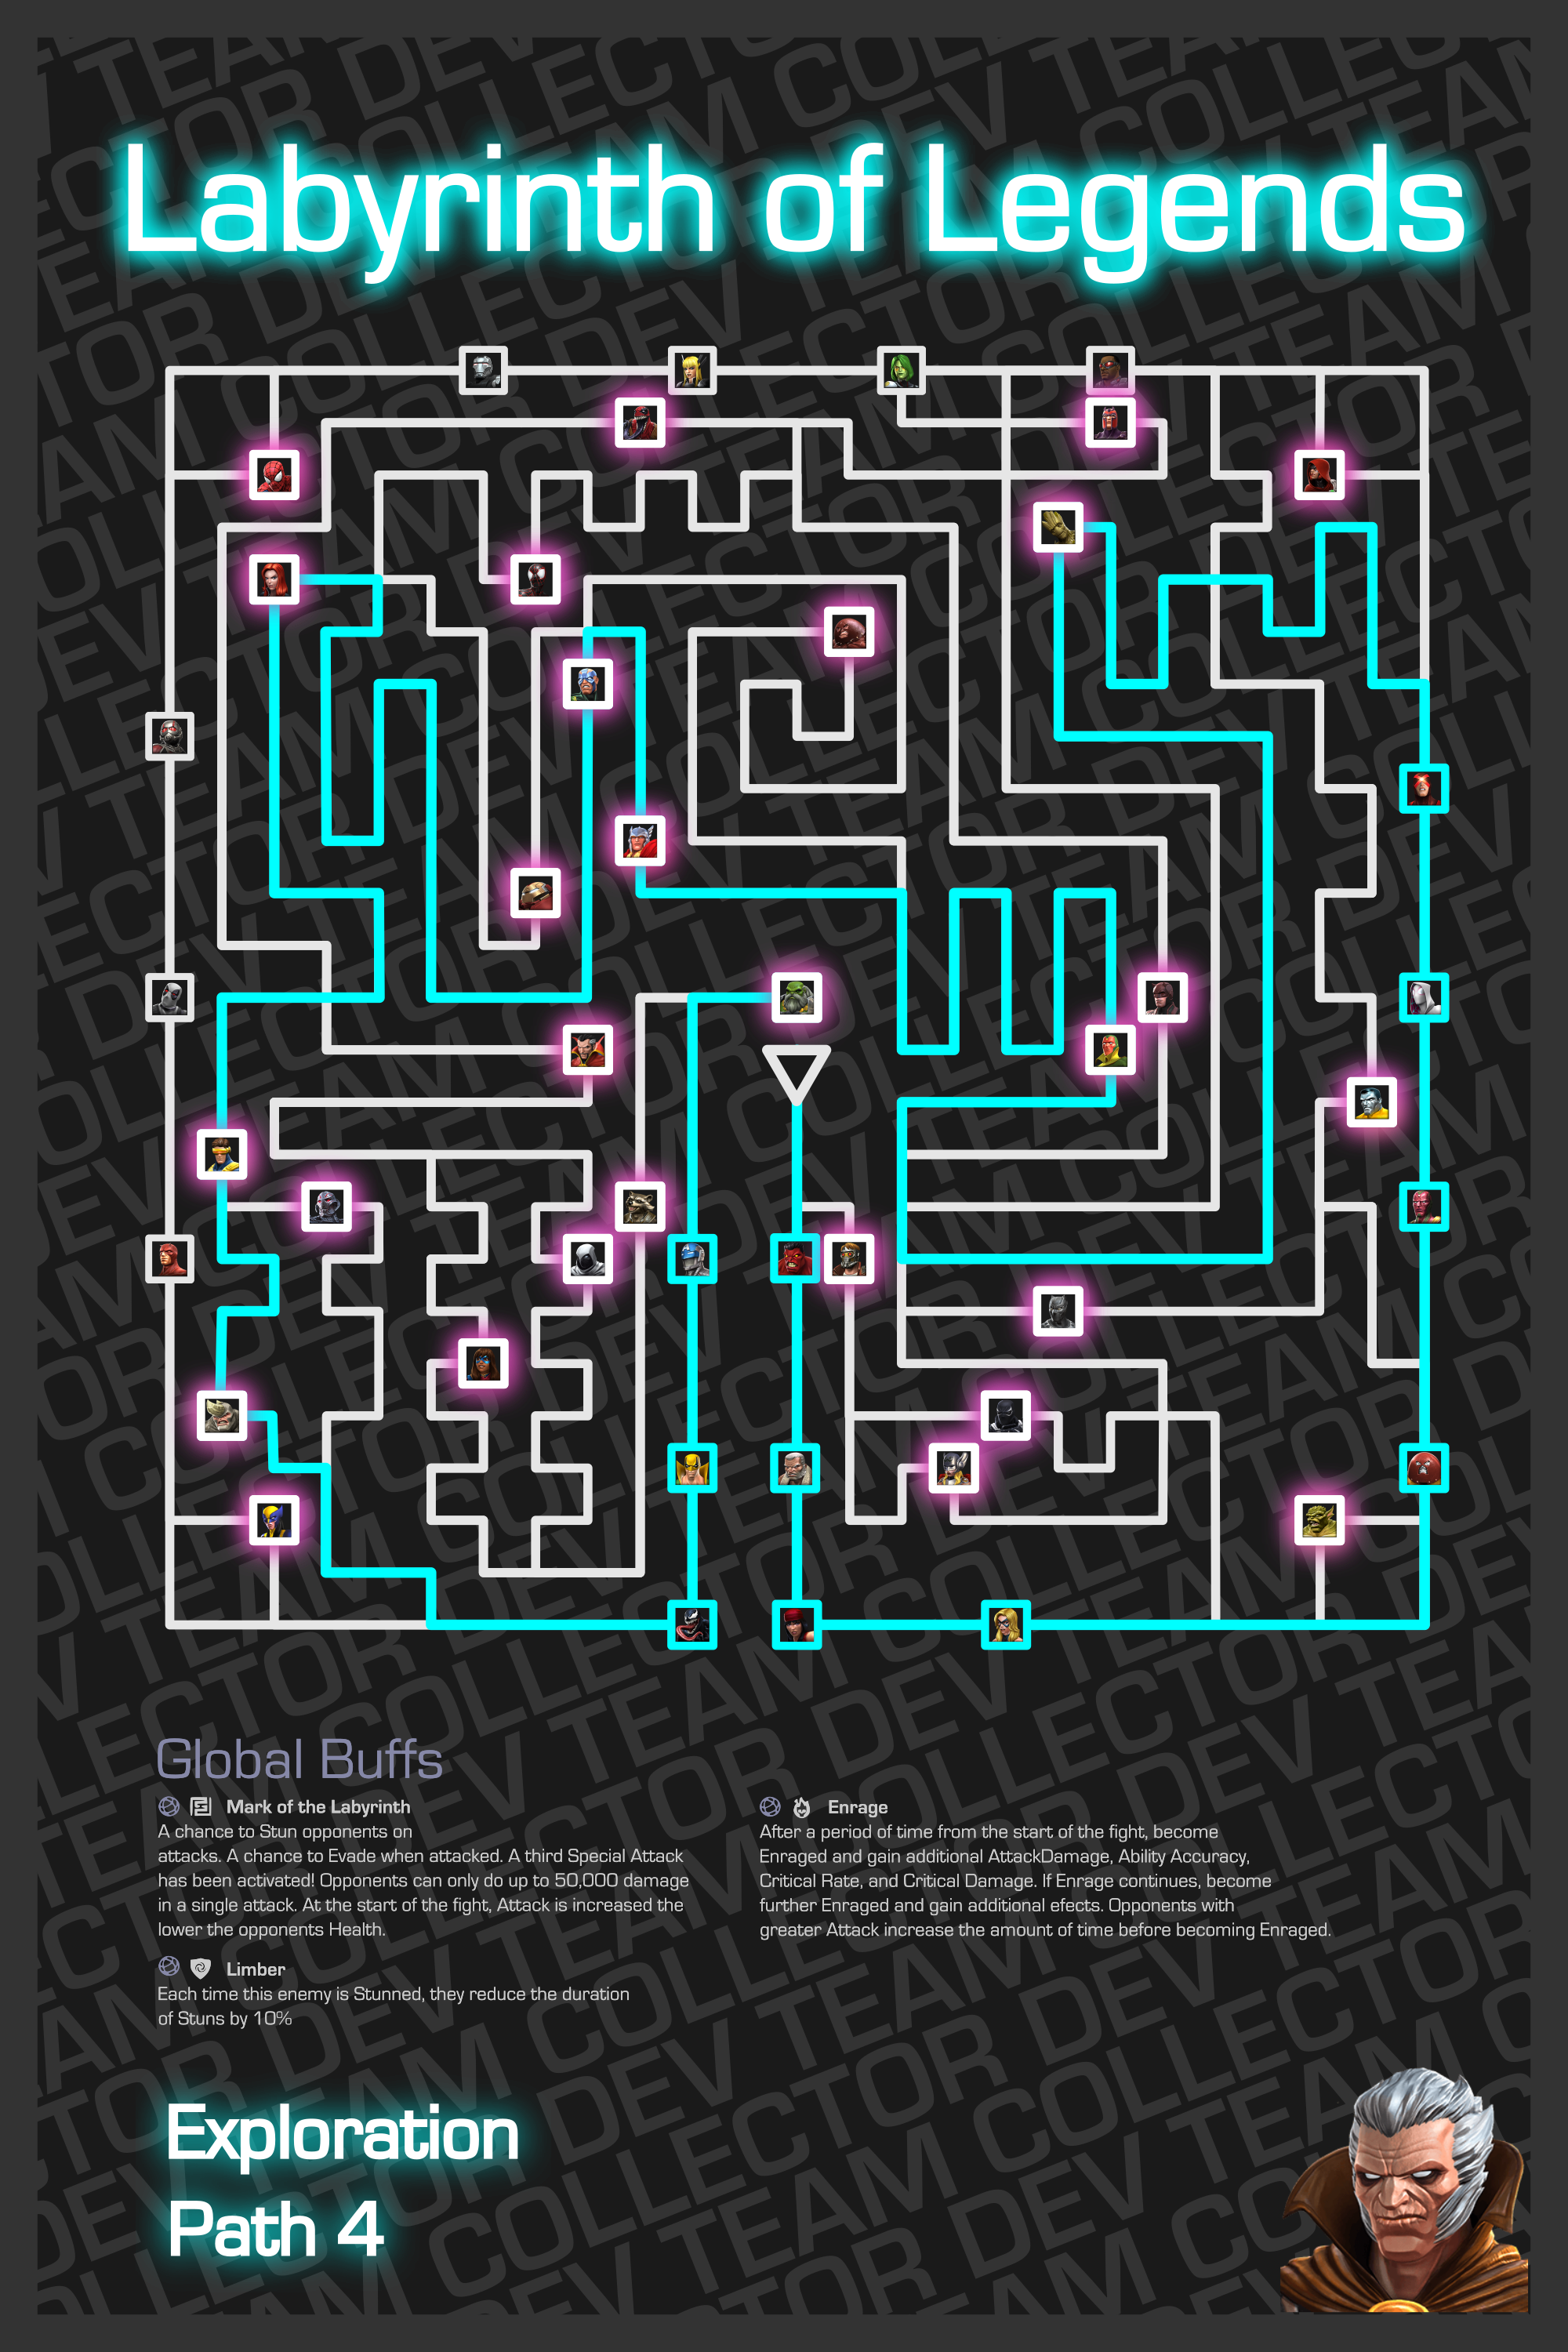 Labyrinth of Legends
Global Buffs
Mark of the Labyrinth
A chance to Stun opponents on
attacks. A chance to Evade when attacked. A third Special Attack
has been activated! Opponents can only do up to 50,000 damage
in a single attack. At the start of the fight, Attack is increased the
lower the opponents Health.
Limber
Each time this enemy is Stunned, they reduce the duration
of Stuns by 10%
Enrage
After a period of time from the start of the fight, become
Enraged and gain additional AttackDamage, Ability Accuracy,
Critical Rate, and Critical Damage. If Enrage continues, become
further Enraged and gain additional efects. Opponents with
greater Attack increase the amount of time before becoming Enraged.
Exploration
Path 4
COLLECTOR DEV TEAM